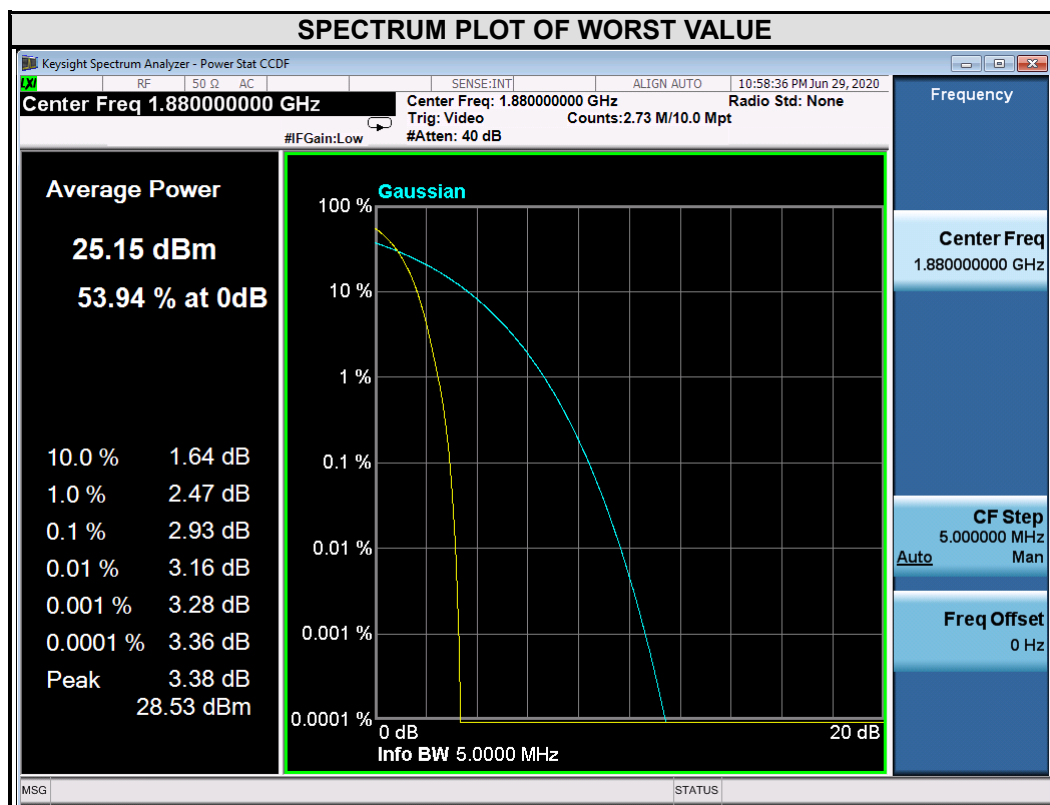 SPECTRUM PLOT OF WORST VALUE
Keysight Spectrum Analyzer - Power Stat CCDF
LXI RF 50 Ω AC SENSE:INT ALIGN AUTO 10:58:36 PM Jun 29, 2020
Center Freq 1.880000000 GHz
Center Freq: 1.880000000 GHz Radio Std: None
Trig: Video Counts:2.73 M/10.0 Mpt
#IFGain:Low #Atten: 40 dB
Average Power
25.15 dBm
53.94 % at 0dB
10.0 % 1.64 dB
1.0 % 2.47 dB
0.1 % 2.93 dB
0.01 % 3.16 dB
0.001 % 3.28 dB
0.0001 % 3.36 dB
Peak 3.38 dB
28.53 dBm
Gaussian
100 %
10 %
1 %
0.1 %
0.01 %
0.001 %
0.0001 %
0 dB 20 dB
Info BW 5.0000 MHz
Frequency
Center Freq
1.880000000 GHz
CF Step
5.000000 MHz
Auto Man
Freq Offset
0 Hz
MSG STATUS